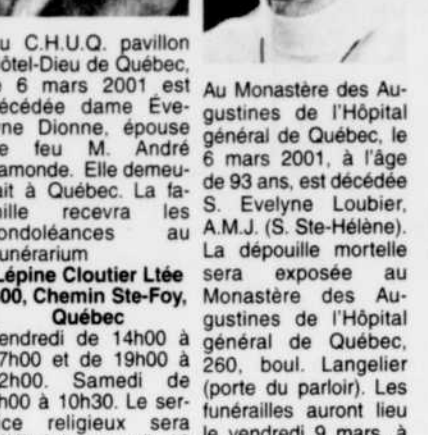 u C.H.U.Q. pavillon
ôtel-Dieu de Québec,
6 mars 2001 est
écédée dame Éve-
ne Dionne, épouse
e feu M. André
amonde. Elle demeu-
ait à Québec. La fa-
ille recevra les
ondoléances au
unérarium
Lépine Cloutier Ltée
00, Chemin Ste-Foy,
Québec
endredi de 14h00 à
7h00 et de 19h00 à
2h00. Samedi de
h00 à 10h30. Le ser-
ice religieux sera
Au Monastère des Au-
gustines de l'Hôpital
général de Québec, le
6 mars 2001, à l'âge
de 93 ans, est décédée
S. Evelyne Loubier,
A.M.J. (S. Ste-Hélène).
La dépouille mortelle
sera exposée au
Monastère des Au-
gustines de l'Hôpital
général de Québec,
260, boul. Langelier
(porte du parloir). Les
funérailles auront lieu
le vendredi 9 mars, à